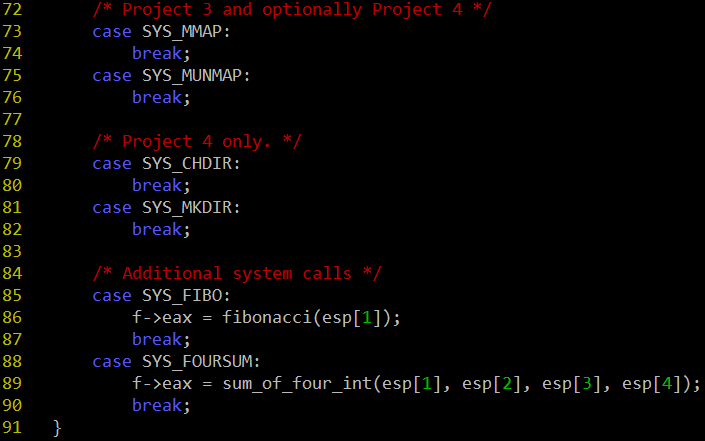 72        /* Project 3 and optionally Project 4 */
73        case SYS_MMAP:
74            break;
75        case SYS_MUNMAP:
76            break;
77
78        /* Project 4 only. */
79        case SYS_CHDIR:
80            break;
81        case SYS_MKDIR:
82            break;
83
84        /* Additional system calls */
85        case SYS_FIBO:
86            f->eax = fibonacci(esp[1]);
87            break;
88        case SYS_FOURSUM:
89            f->eax = sum_of_four_int(esp[1], esp[2], esp[3], esp[4]);
90            break;
91    }